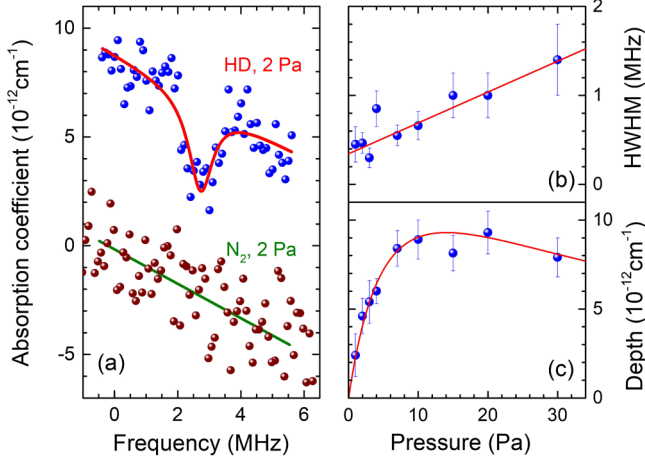 10
5
0
-5
Absorption coefficient (10⁻¹²cm⁻¹)
HD, 2 Pa
N₂, 2 Pa
(a)
0 2 4 6
Frequency (MHz)
2
1
0
HWHM (MHz)
(b)
10
5
0
Depth (10⁻¹²cm⁻¹)
(c)
0 10 20 30
Pressure (Pa)